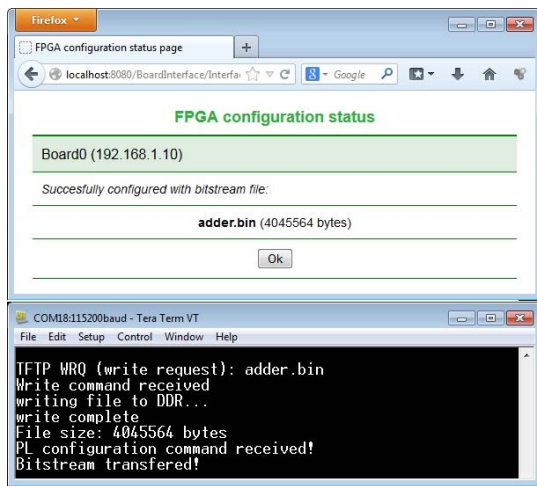 Firefox
FPGA configuration status page
localhost:8080/BoardInterface/Interfa
Google
FPGA configuration status
Board0 (192.168.1.10)
Succesfully configured with bitstream file:
adder.bin (4045564 bytes)
Ok
COM18:115200baud - Tera Term VT
File Edit Setup Control Window Help
TFTP WRQ (write request): adder.bin
Write command received
writing file to DDR...
write complete
File size: 4045564 bytes
PL configuration command received!
Bitstream transfered!